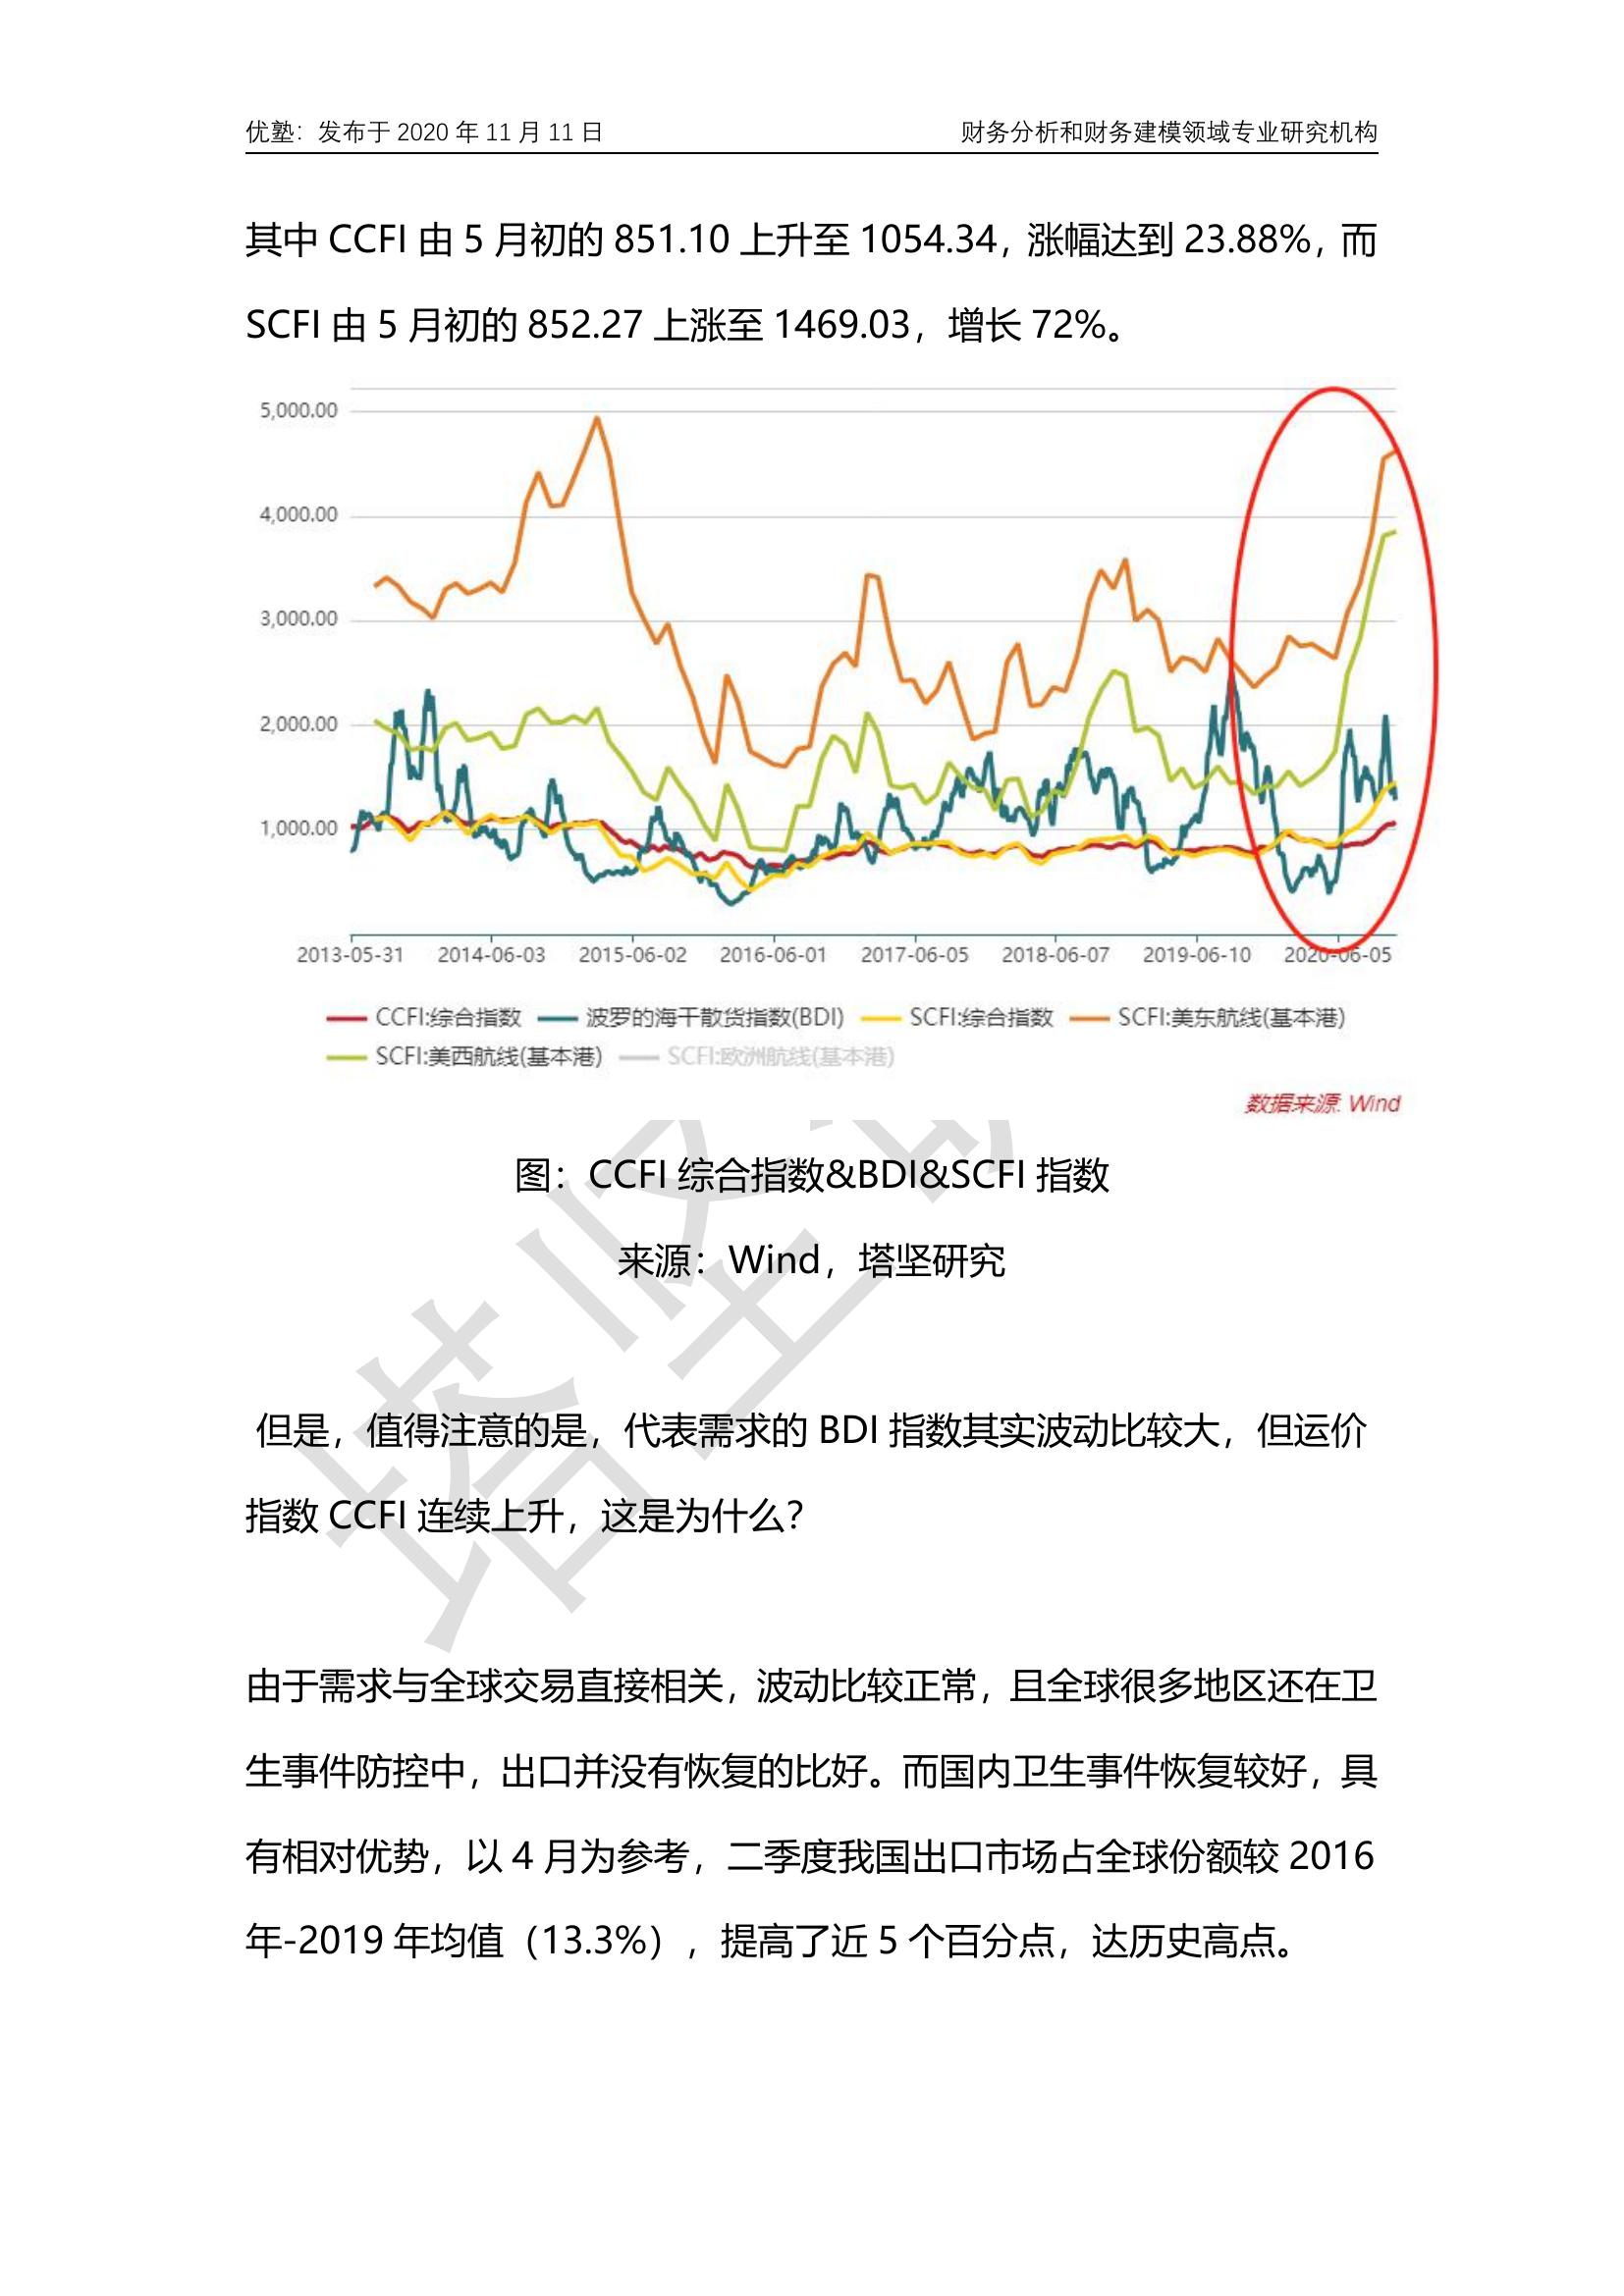 优塾：发布于 2020 年 11 月 11 日 财务分析和财务建模领域专业研究机构
其中 CCFI 由 5 月初的 851.10 上升至 1054.34，涨幅达到 23.88%，而
SCFI 由 5 月初的 852.27 上涨至 1469.03，增长 72%。
5,000.00
4,000.00
3,000.00
2,000.00
1,000.00
2013-05-31 2014-06-03 2015-06-02 2016-06-01 2017-06-05 2018-06-07 2019-06-10 2020-06-05
CCFI:综合指数 波罗的海干散货指数(BDI) SCFI:综合指数 SCFI:美东航线(基本港)
SCFI:美西航线(基本港) SCFI:欧洲航线(基本港)
数据来源: Wind
图：CCFI 综合指数&BDI&SCFI 指数
来源：Wind，塔坚研究
但是，值得注意的是，代表需求的 BDI 指数其实波动比较大，但运价
指数 CCFI 连续上升，这是为什么？
由于需求与全球交易直接相关，波动比较正常，且全球很多地区还在卫
生事件防控中，出口并没有恢复的比好。而国内卫生事件恢复较好，具
有相对优势，以 4 月为参考，二季度我国出口市场占全球份额较 2016
年-2019 年均值（13.3%），提高了近 5 个百分点，达历史高点。
塔坚